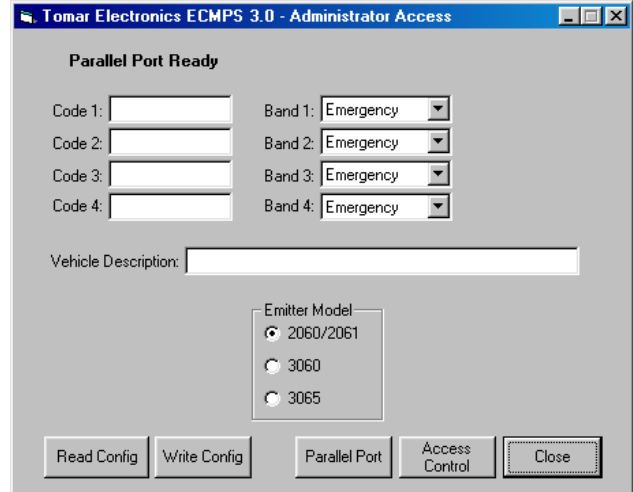 Tomar Electronics ECMPS 3.0 - Administrator Access
Parallel Port Ready
Code 1: Band 1: Emergency
Code 2: Band 2: Emergency
Code 3: Band 3: Emergency
Code 4: Band 4: Emergency
Vehicle Description:
Emitter Model
2060/2061
3060
3065
Read Config Write Config Parallel Port Access Control Close